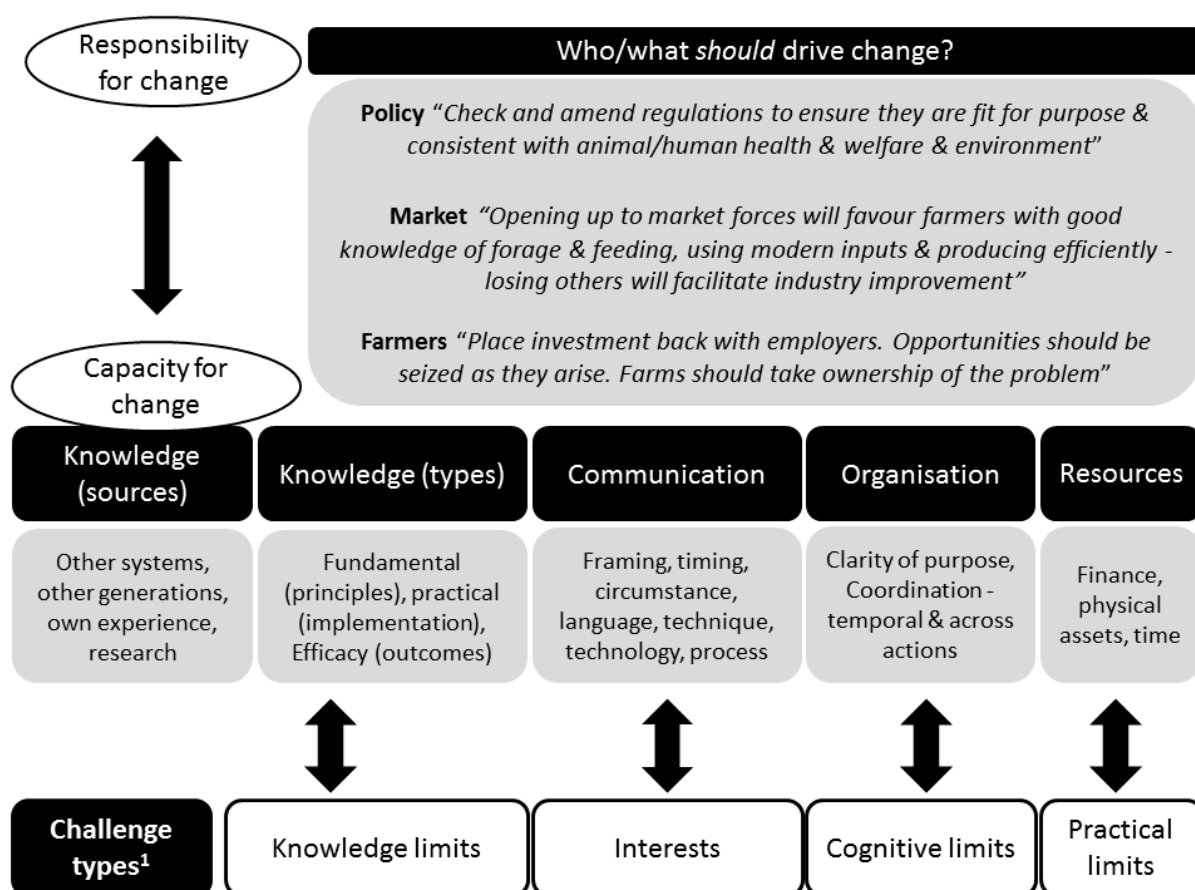 Responsibility
for change
Who/what should drive change?
Policy “Check and amend regulations to ensure they are fit for purpose &
consistent with animal/human health & welfare & environment”
Market “Opening up to market forces will favour farmers with good
knowledge of forage & feeding, using modern inputs & producing efficiently -
losing others will facilitate industry improvement”
Farmers “Place investment back with employers. Opportunities should be
seized as they arise. Farms should take ownership of the problem”
Capacity for
change
Knowledge
(sources)
Knowledge (types)
Communication
Organisation
Resources
Other systems,
other generations,
own experience,
research
Fundamental
(principles), practical
(implementation),
Efficacy (outcomes)
Framing, timing,
circumstance,
language, technique,
technology, process
Clarity of purpose,
Coordination -
temporal & across
actions
Finance,
physical
assets, time
Challenge
types¹
Knowledge limits
Interests
Cognitive limits
Practical
limits